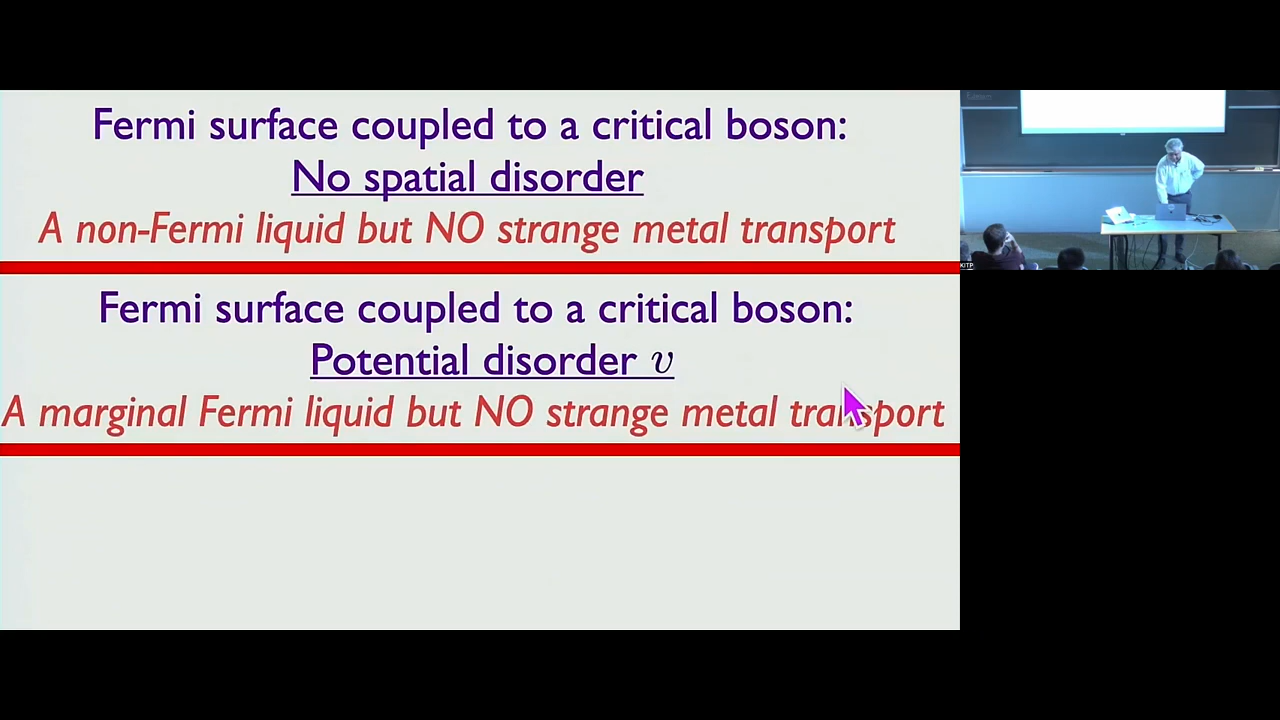 Fermi surface coupled to a critical boson:
No spatial disorder
A non-Fermi liquid but NO strange metal transport
Fermi surface coupled to a critical boson:
Potential disorder v
A marginal Fermi liquid but NO strange metal transport
KITP